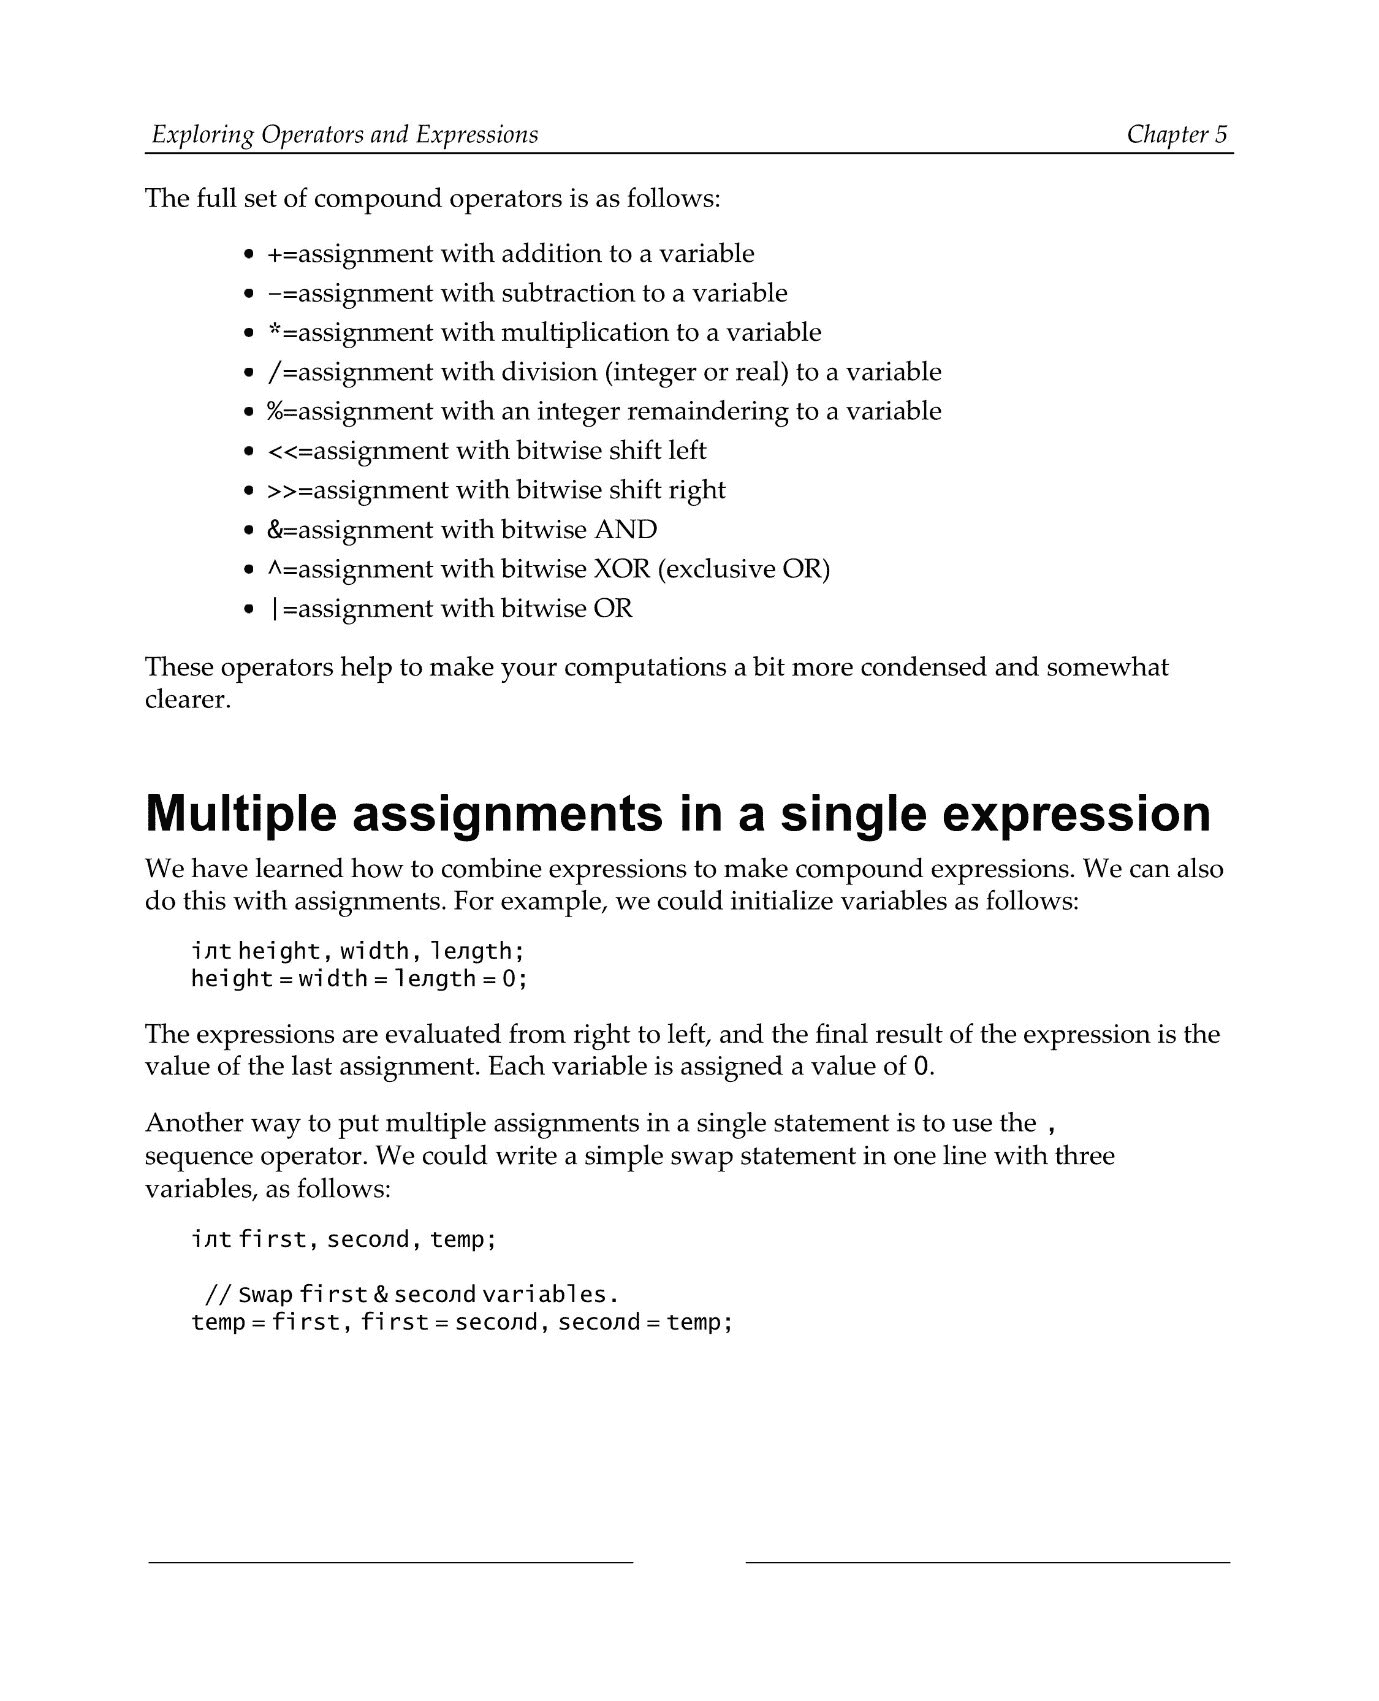 Exploring Operators and Expressions Chapter 5
The full set of compound operators is as follows:
• +=assignment with addition to a variable
• −=assignment with subtraction to a variable
• *=assignment with multiplication to a variable
• /=assignment with division (integer or real) to a variable
• %=assignment with an integer remaindering to a variable
• <<=assignment with bitwise shift left
• >>=assignment with bitwise shift right
• &=assignment with bitwise AND
• ^=assignment with bitwise XOR (exclusive OR)
• |=assignment with bitwise OR
These operators help to make your computations a bit more condensed and somewhat
clearer.
Multiple assignments in a single expression
We have learned how to combine expressions to make compound expressions. We can also
do this with assignments. For example, we could initialize variables as follows:
int height, width, length;
height = width = length = 0;
The expressions are evaluated from right to left, and the final result of the expression is the
value of the last assignment. Each variable is assigned a value of 0.
Another way to put multiple assignments in a single statement is to use the ,
sequence operator. We could write a simple swap statement in one line with three
variables, as follows:
int first, second, temp;
// Swap first & second variables.
temp = first, first = second, second = temp;